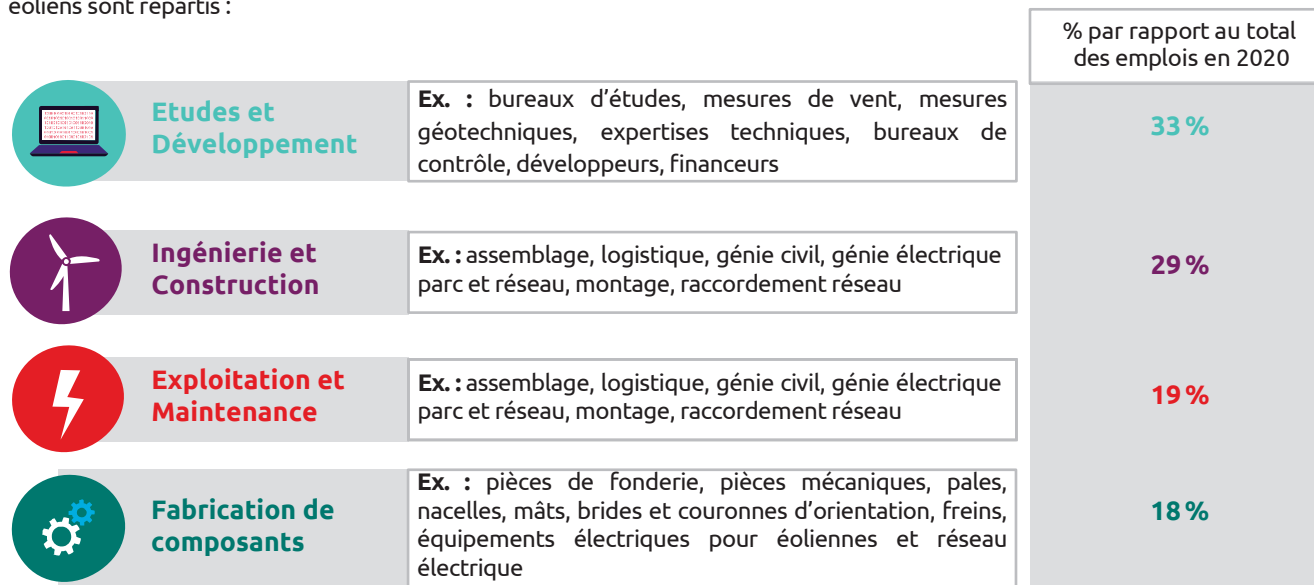 éoliens sont répartis :
% par rapport au total
des emplois en 2020
Etudes et
Développement
Ex. : bureaux d’études, mesures de vent, mesures
géotechniques, expertises techniques, bureaux de
contrôle, développeurs, financeurs
33 %
Ingénierie et
Construction
Ex. : assemblage, logistique, génie civil, génie électrique
parc et réseau, montage, raccordement réseau
29 %
Exploitation et
Maintenance
Ex. : assemblage, logistique, génie civil, génie électrique
parc et réseau, montage, raccordement réseau
19 %
Fabrication de
composants
Ex. : pièces de fonderie, pièces mécaniques, pales,
nacelles, mâts, brides et couronnes d’orientation, freins,
équipements électriques pour éoliennes et réseau
électrique
18 %